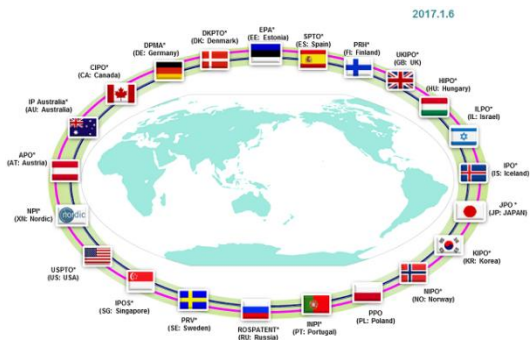 2017.1.6
EPA*
(EE: Estonia)
SPTO*
(ES: Spain)
PRH*
(FI: Finland)
UKIPO*
(GB: UK)
HIPO*
(HU: Hungary)
ILPO*
(IL: Israel)
IPO*
(IS: Iceland)
JPO *
(JP: JAPAN)
KIPO*
(KR: Korea)
NIPO*
(NO: Norway)
PPO
(PL: Poland)
INPI*
(PT: Portugal)
ROSPATENT*
(RU: Russia)
PRV*
(SE: Sweden)
IPOS*
(SG: Singapore)
USPTO*
(US: USA)
NPI*
(XN: Nordic)
nordic
APO*
(AT: Austria)
IP Australia*
(AU: Australia)
CIPO*
(CA: Canada)
DPMA*
(DE: Germany)
DKPTO*
(DK: Denmark)